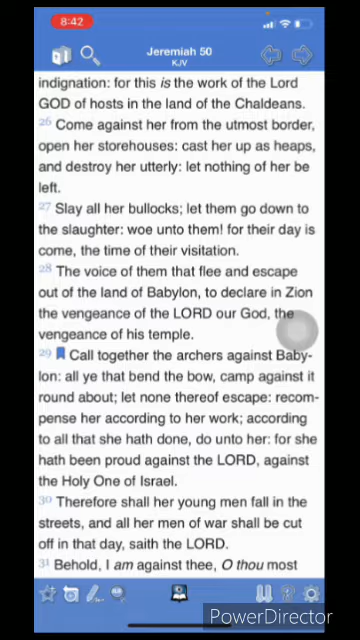 8:42
Jeremiah 50
KJV
indignation: for this is the work of the Lord
GOD of hosts in the land of the Chaldeans.
26 Come against her from the utmost border,
open her storehouses: cast her up as heaps,
and destroy her utterly: let nothing of her be
left.
27 Slay all her bullocks; let them go down to
the slaughter: woe unto them! for their day is
come, the time of their visitation.
28 The voice of them that flee and escape
out of the land of Babylon, to declare in Zion
the vengeance of the LORD our God, the
vengeance of his temple.
29 Call together the archers against Baby-
lon: all ye that bend the bow, camp against it
round about; let none thereof escape: recom-
pense her according to her work; according
to all that she hath done, do unto her: for she
hath been proud against the LORD, against
the Holy One of Israel.
30 Therefore shall her young men fall in the
streets, and all her men of war shall be cut
off in that day, saith the LORD.
31 Behold, I am against thee, O thou most
PowerDirector